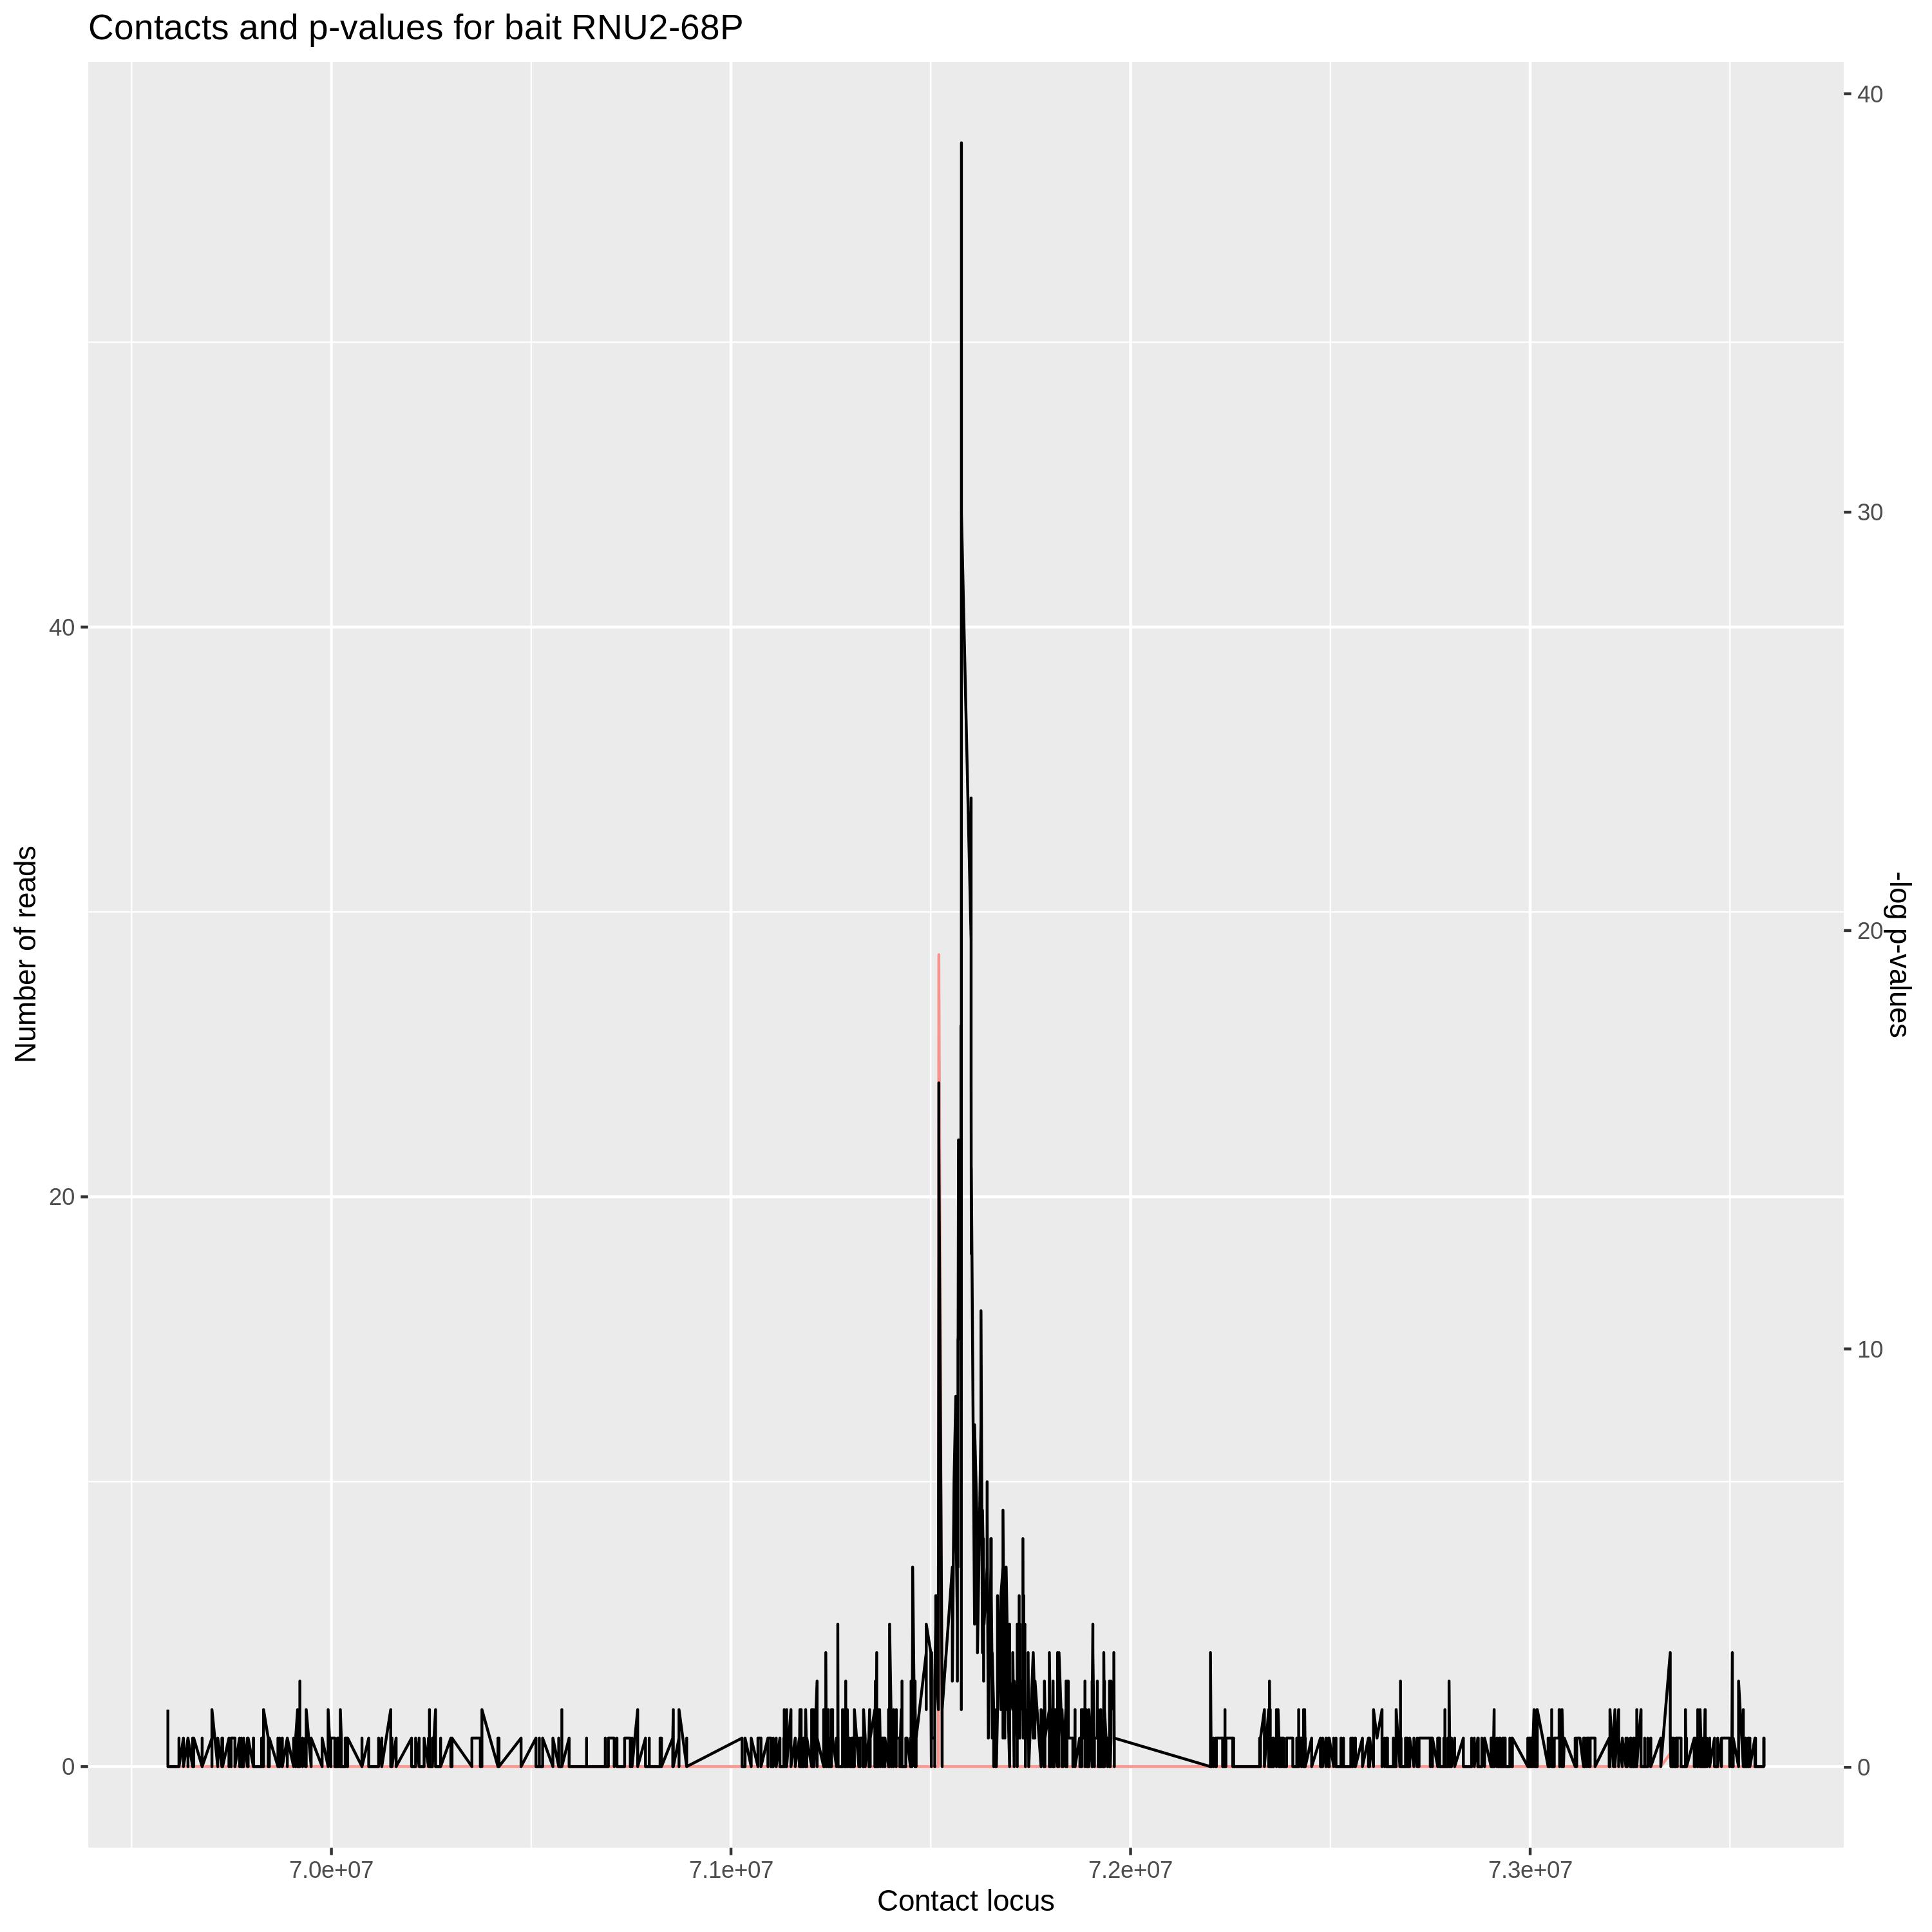 Contacts and p-values for bait RNU2-68P
Number of reads
40
20
0
40
30
20
10
0
-log p-values
7.0e+07 7.1e+07 7.2e+07 7.3e+07
Contact locus